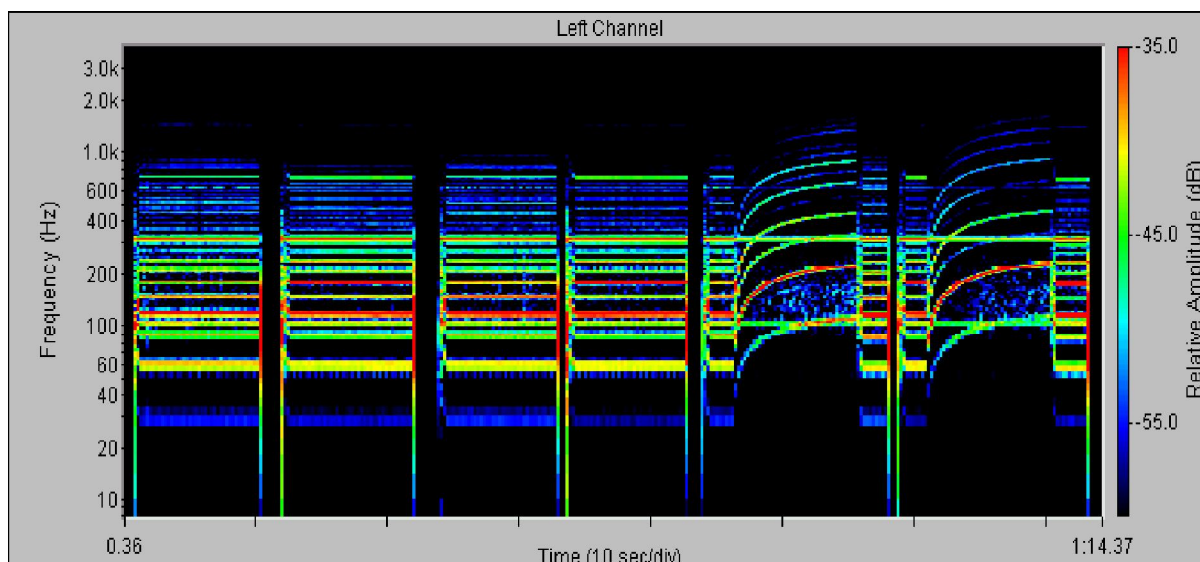 Left Channel
3.0k
2.0k
1.0k
600
400
200
100
60
40
20
10
Frequency (Hz)
0.36
Time (10 sec/div)
1:14.37
-35.0
-45.0
-55.0
Relative Amplitude (dB)